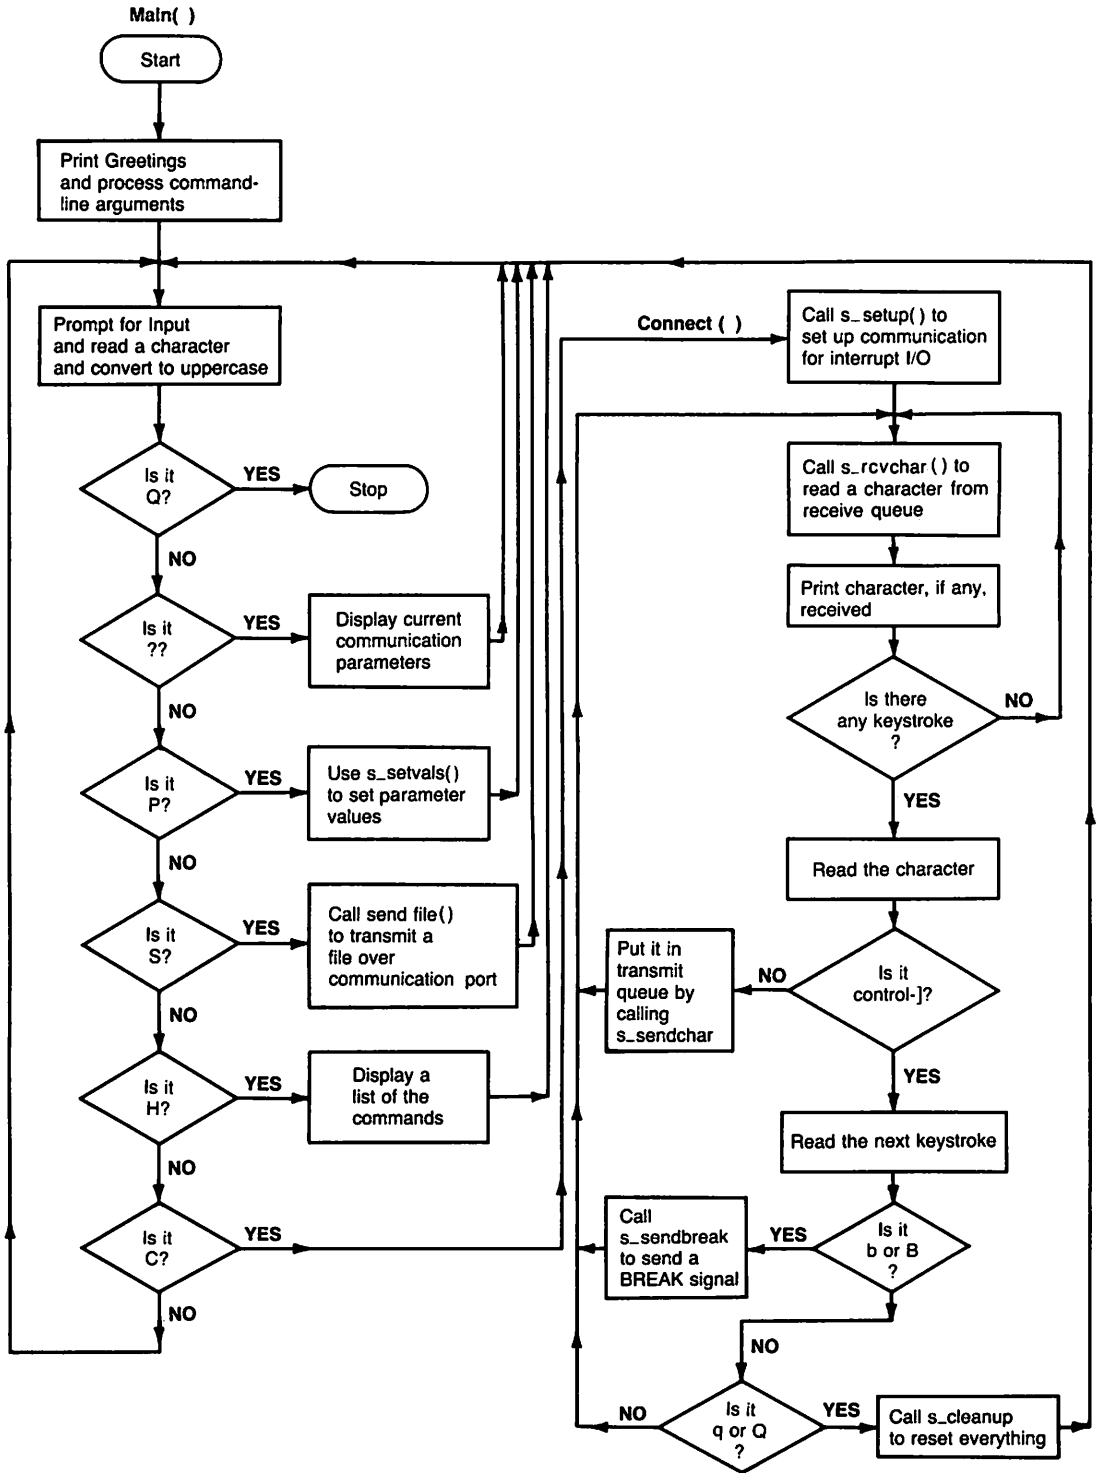 Main( )
Start
Print Greetings
and process command-
line arguments
Prompt for Input
and read a character
and convert to uppercase
Is it
Q?
YES
Stop
NO
Is it
??
YES
Display current
communication
parameters
NO
Is it
P?
YES
Use s_setvals()
to set parameter
values
NO
Is it
S?
YES
Call send file()
to transmit a
file over
communication port
NO
Is it
H?
YES
Display a
list of the
commands
NO
Is it
C?
YES
NO
Connect ( )
Call s_setup() to
set up communication
for interrupt I/O
Call s_rcvchar () to
read a character from
receive queue
Print character, if any,
received
Is there
any keystroke
?
NO
YES
Read the character
Is it
control-]?
NO
Put it in
transmit
queue by
calling
s_sendchar
YES
Read the next keystroke
Is it
b or B
?
YES
Call
s_sendbreak
to send a
BREAK signal
NO
Is it
q or Q
?
NO
YES
Call s_cleanup
to reset everything